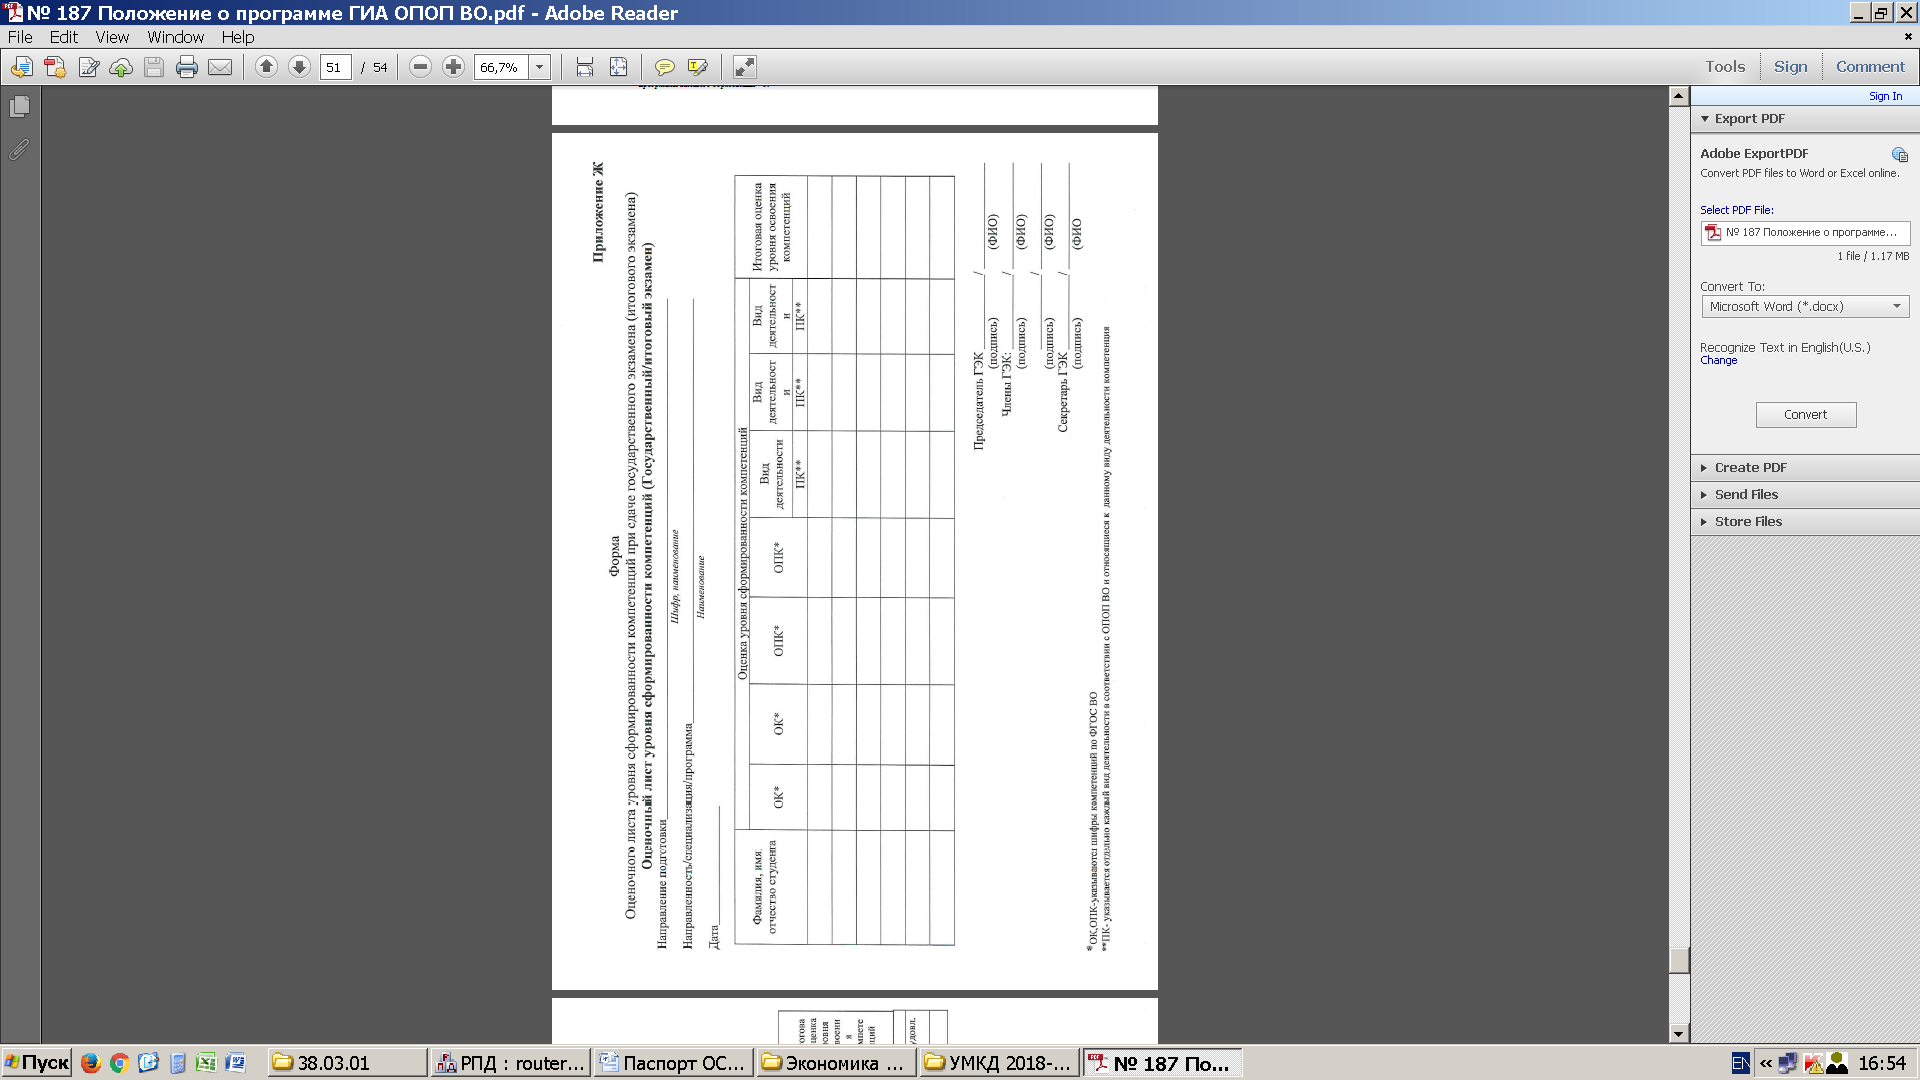 № 187 Положение о программе ГИА ОПОП ВО.pdf - Adobe Reader
File Edit View Window Help
51 / 54
66,7%
Tools Sign Comment
Sign In
Export PDF
Adobe ExportPDF
Convert PDF files to Word or Excel online.
Select PDF File:
№ 187 Положение о программе...
1 file / 1.17 MB
Convert To:
Microsoft Word (*.docx)
Recognize Text in English(U.S.)
Change
Convert
Create PDF
Send Files
Store Files
Приложение Ж
Форма
Оценочного листа уровня сформированности компетенций при сдаче государственного экзамена (итогового экзамена)
Оценочный лист уровня сформированности компетенций (Государственный/итоговый экзамен)
Направление подготовки
Шифр, наименование
Направленность/специализация/программа
Наименование
Дата
Фамилия, имя.
отчество студента
Оценка уровня сформированности компетенций
ОК*
ОК*
ОПК*
ОПК*
Вид
деятельности
ПК**
Вид
деятельност
и
ПК**
Вид
деятельност
и
ПК**
Итоговая оценка
уровня освоения
компетенций
Председатель ГЭК /
(подпись) (ФИО)
Члены ГЭК: /
(подпись) (ФИО)
/
(подпись) (ФИО)
Секретарь ГЭК /
(подпись) (ФИО
*ОК,ОПК-указываются шифры компетенций по ФГОС ВО
**ПК- указывается отдельно каждый вид деятельности в соответствии с ОПОП ВО и относящиеся к данному виду деятельности компетенция
Пуск
38.03.01
РПД : router...
Паспорт ОС...
Экономика ...
УМКД 2018-...
№ 187 По...
EN
16:54